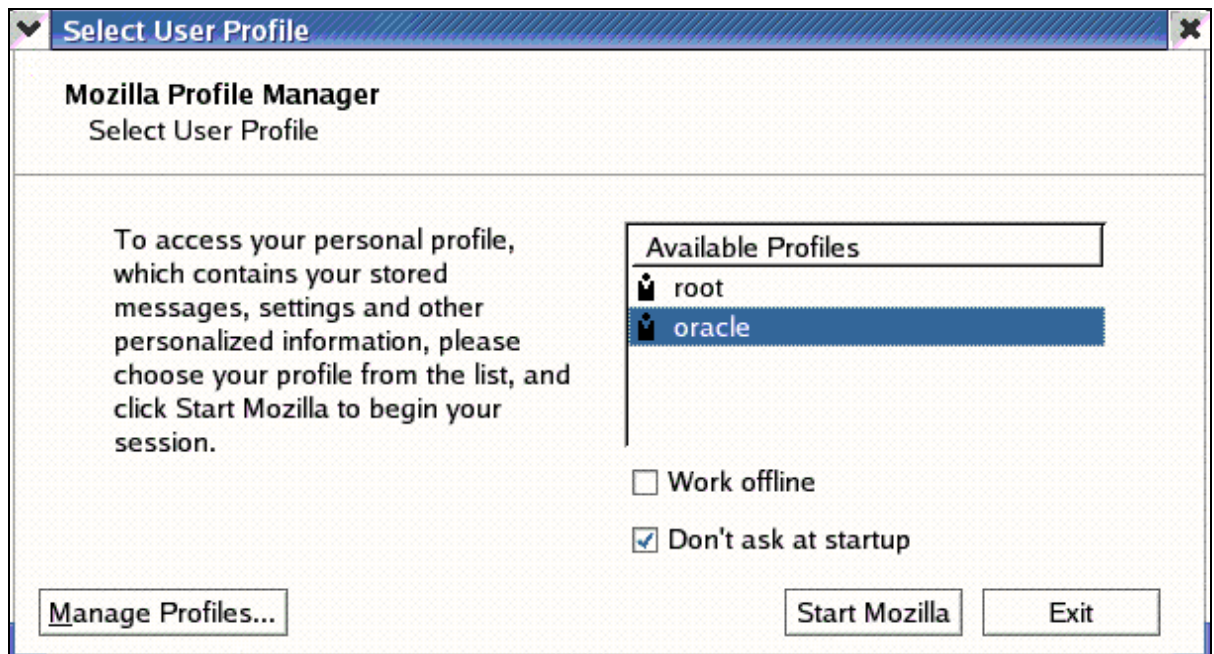 Select User Profile
Mozilla Profile Manager
Select User Profile
To access your personal profile,
which contains your stored
messages, settings and other
personalized information, please
choose your profile from the list, and
click Start Mozilla to begin your
session.
Available Profiles
root
oracle
Work offline
Don't ask at startup
Manage Profiles...
Start Mozilla
Exit